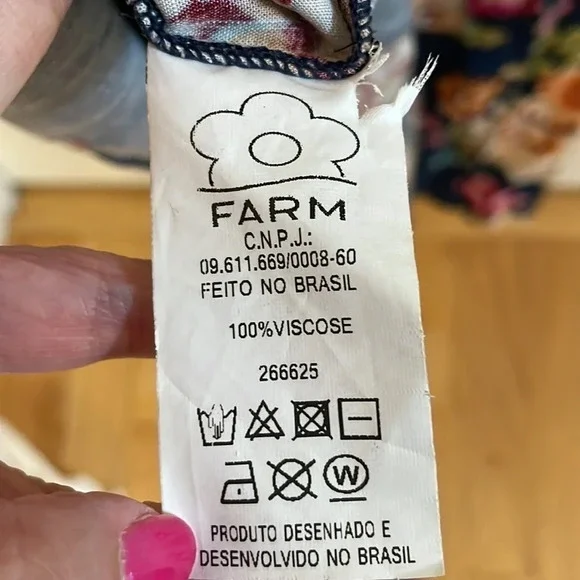 FARM
C.N.P.J.:
09.611.669/0008-60
FEITO NO BRASIL
100%VISCOSE
266625
W
PRODUTO DESENHADO E
DESENVOLVIDO NO BRASIL